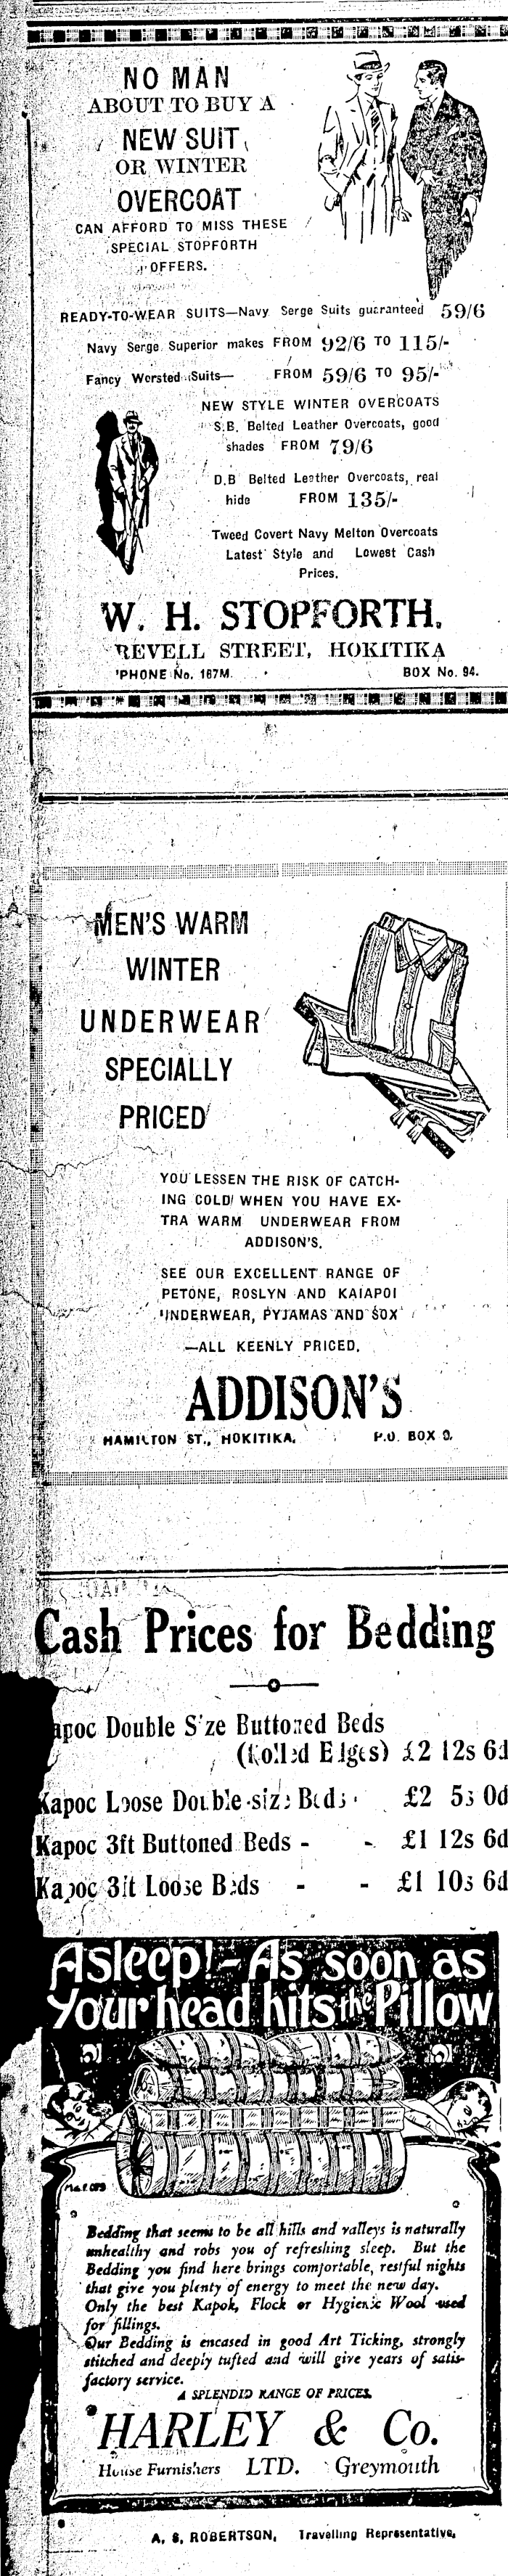 NO MAN
ABOUT TO BUY A
NEW SUIT
OR WINTER
OVERCOAT
CAN AFFORD TO MISS THESE
SPECIAL STOPFORTH
OFFERS.
READY-TO-WEAR SUITS—Navy Serge Suits guaranteed 59/6
Navy Serge Superior makes FROM 92/6 TO 115/-
Fancy Worsted Suits— FROM 59/6 TO 95/-
NEW STYLE WINTER OVERCOATS
S.B. Belted Leather Overcoats, good
shades FROM 79/6
D.B Belted Leather Overcoats, real
hide FROM 135/-
Tweed Covert Navy Melton Overcoats
Latest Style and Lowest Cash
Prices.
W. H. STOPFORTH,
REVELL STREET, HOKITIKA
'PHONE No. 167M. BOX No. 94.
MEN'S WARM
WINTER
UNDERWEAR
SPECIALLY
PRICED
YOU LESSEN THE RISK OF CATCH-
ING COLD WHEN YOU HAVE EX-
TRA WARM UNDERWEAR FROM
ADDISON'S.
SEE OUR EXCELLENT RANGE OF
PETONE, ROSLYN AND KAIAPOI
UNDERWEAR, PYJAMAS AND SOX
—ALL KEENLY PRICED.
ADDISON'S
HAMILTON ST., HOKITIKA. P.O. BOX 9.
Cash Prices for Bedding
Kapoc Double Size Buttoned Beds
(Rolled Edges) £2 12s 6d
Kapoc Loose Double-size Beds £2 5s 0d
Kapoc 3ft Buttoned Beds - - £1 12s 6d
Kapoc 3ft Loose Beds - - £1 10s 6d
Asleep!—As soon as
Your head hits the Pillow
Bedding that seems to be all hills and valleys is naturally
unhealthy and robs you of refreshing sleep. But the
Bedding you find here brings comfortable, restful nights
that give you plenty of energy to meet the new day.
Only the best Kapok, Flock or Hygienic Wool used
for fillings.
Our Bedding is encased in good Art Ticking, strongly
stitched and deeply tufted and will give years of satis-
factory service.
A SPLENDID RANGE OF PRICES.
HARLEY & Co.
House Furnishers LTD. Greymouth
A. S. ROBERTSON, Travelling Representative.